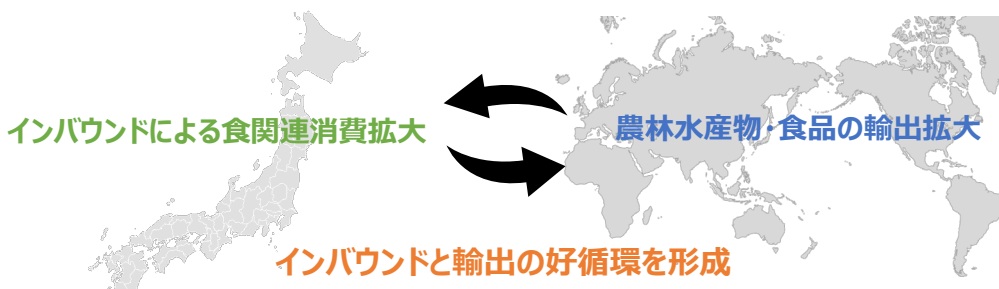 インバウンドによる食関連消費拡大
農林水産物・食品の輸出拡大
インバウンドと輸出の好循環を形成